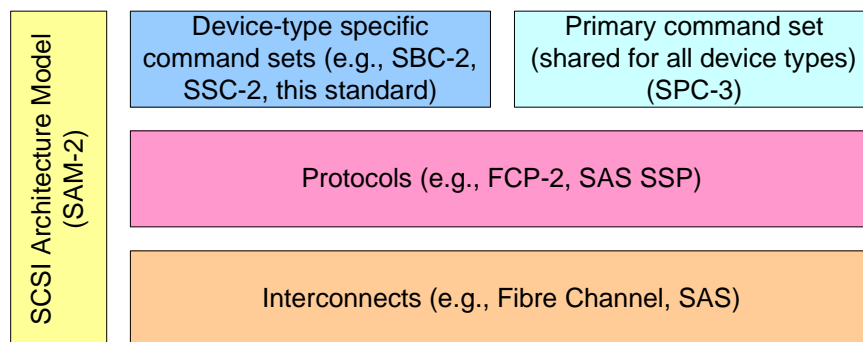 SCSI Architecture Model
(SAM-2)
Device-type specific
command sets (e.g., SBC-2,
SSC-2, this standard)
Primary command set
(shared for all device types)
(SPC-3)
Protocols (e.g., FCP-2, SAS SSP)
Interconnects (e.g., Fibre Channel, SAS)